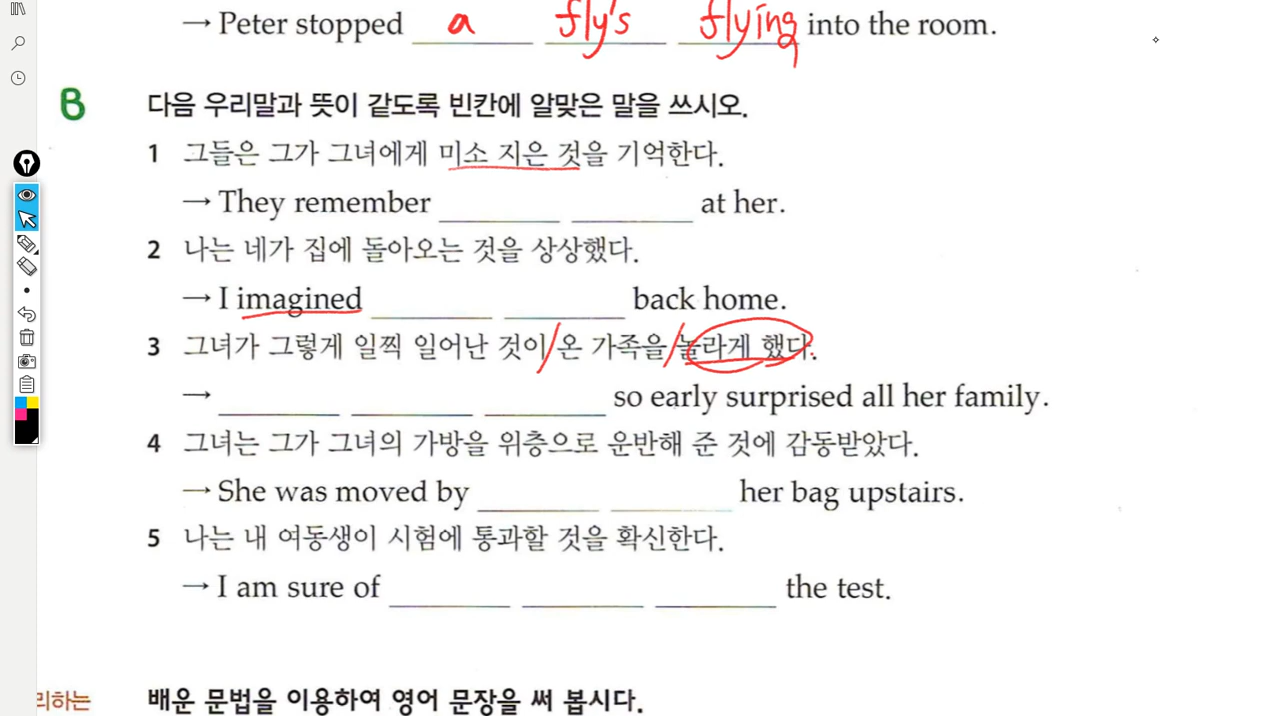 → Peter stopped a fly's flying into the room.
B 다음 우리말과 뜻이 같도록 빈칸에 알맞은 말을 쓰시오.
1 그들은 그가 그녀에게 미소 지은 것을 기억한다.
→ They remember ________ ________ at her.
2 나는 네가 집에 돌아오는 것을 상상했다.
→ I imagined ________ ________ back home.
3 그녀가 그렇게 일찍 일어난 것이/온 가족을/놀라게 했다.
→ ________ ________ ________ so early surprised all her family.
4 그녀는 그가 그녀의 가방을 위층으로 운반해 준 것에 감동받았다.
→ She was moved by ________ ________ her bag upstairs.
5 나는 내 여동생이 시험에 통과할 것을 확신한다.
→ I am sure of ________ ________ ________ the test.
리하는 배운 문법을 이용하여 영어 문장을 써 봅시다.